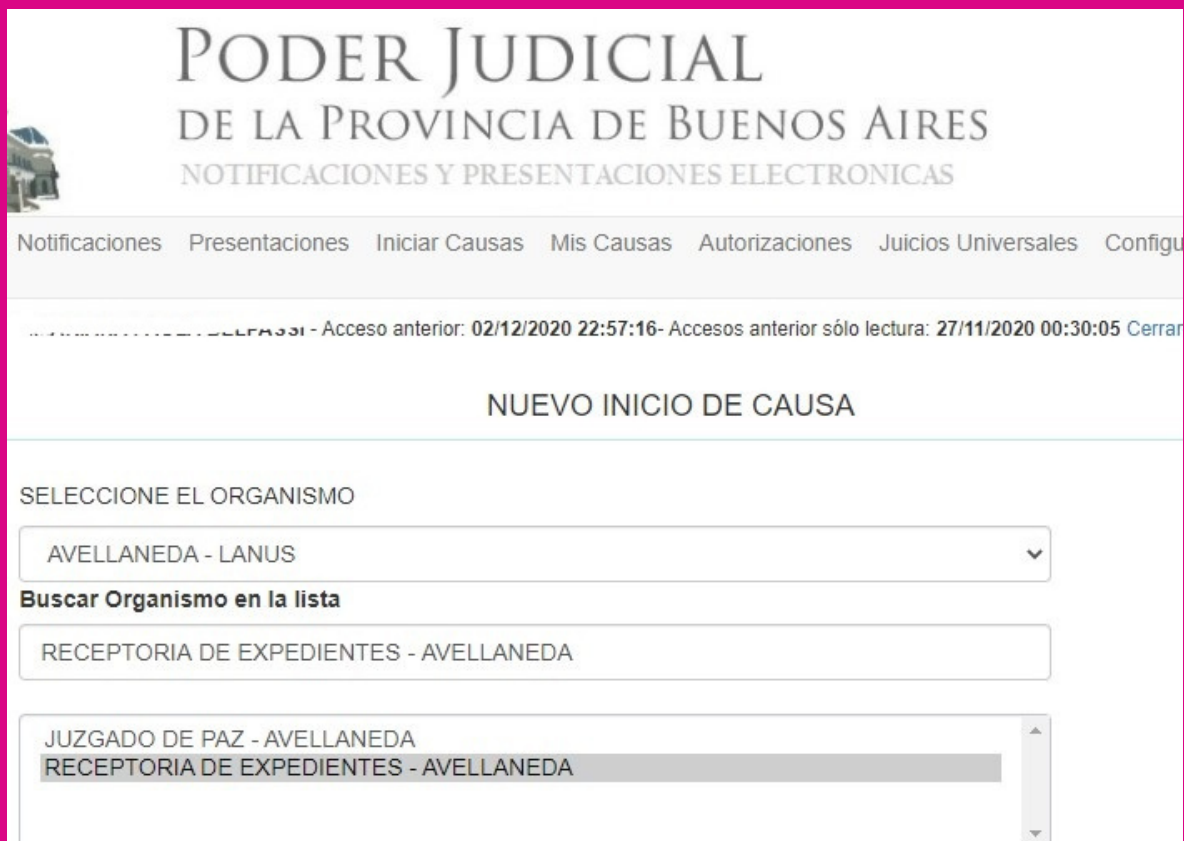 PODER JUDICIAL
DE LA PROVINCIA DE BUENOS AIRES
NOTIFICACIONES Y PRESENTACIONES ELECTRONICAS
Notificaciones Presentaciones Iniciar Causas Mis Causas Autorizaciones Juicios Universales Configu
- Acceso anterior: 02/12/2020 22:57:16- Accesos anterior sólo lectura: 27/11/2020 00:30:05 Cerrar
NUEVO INICIO DE CAUSA
SELECCIONE EL ORGANISMO
AVELLANEDA - LANUS
Buscar Organismo en la lista
RECEPTORIA DE EXPEDIENTES - AVELLANEDA
JUZGADO DE PAZ - AVELLANEDA
RECEPTORIA DE EXPEDIENTES - AVELLANEDA